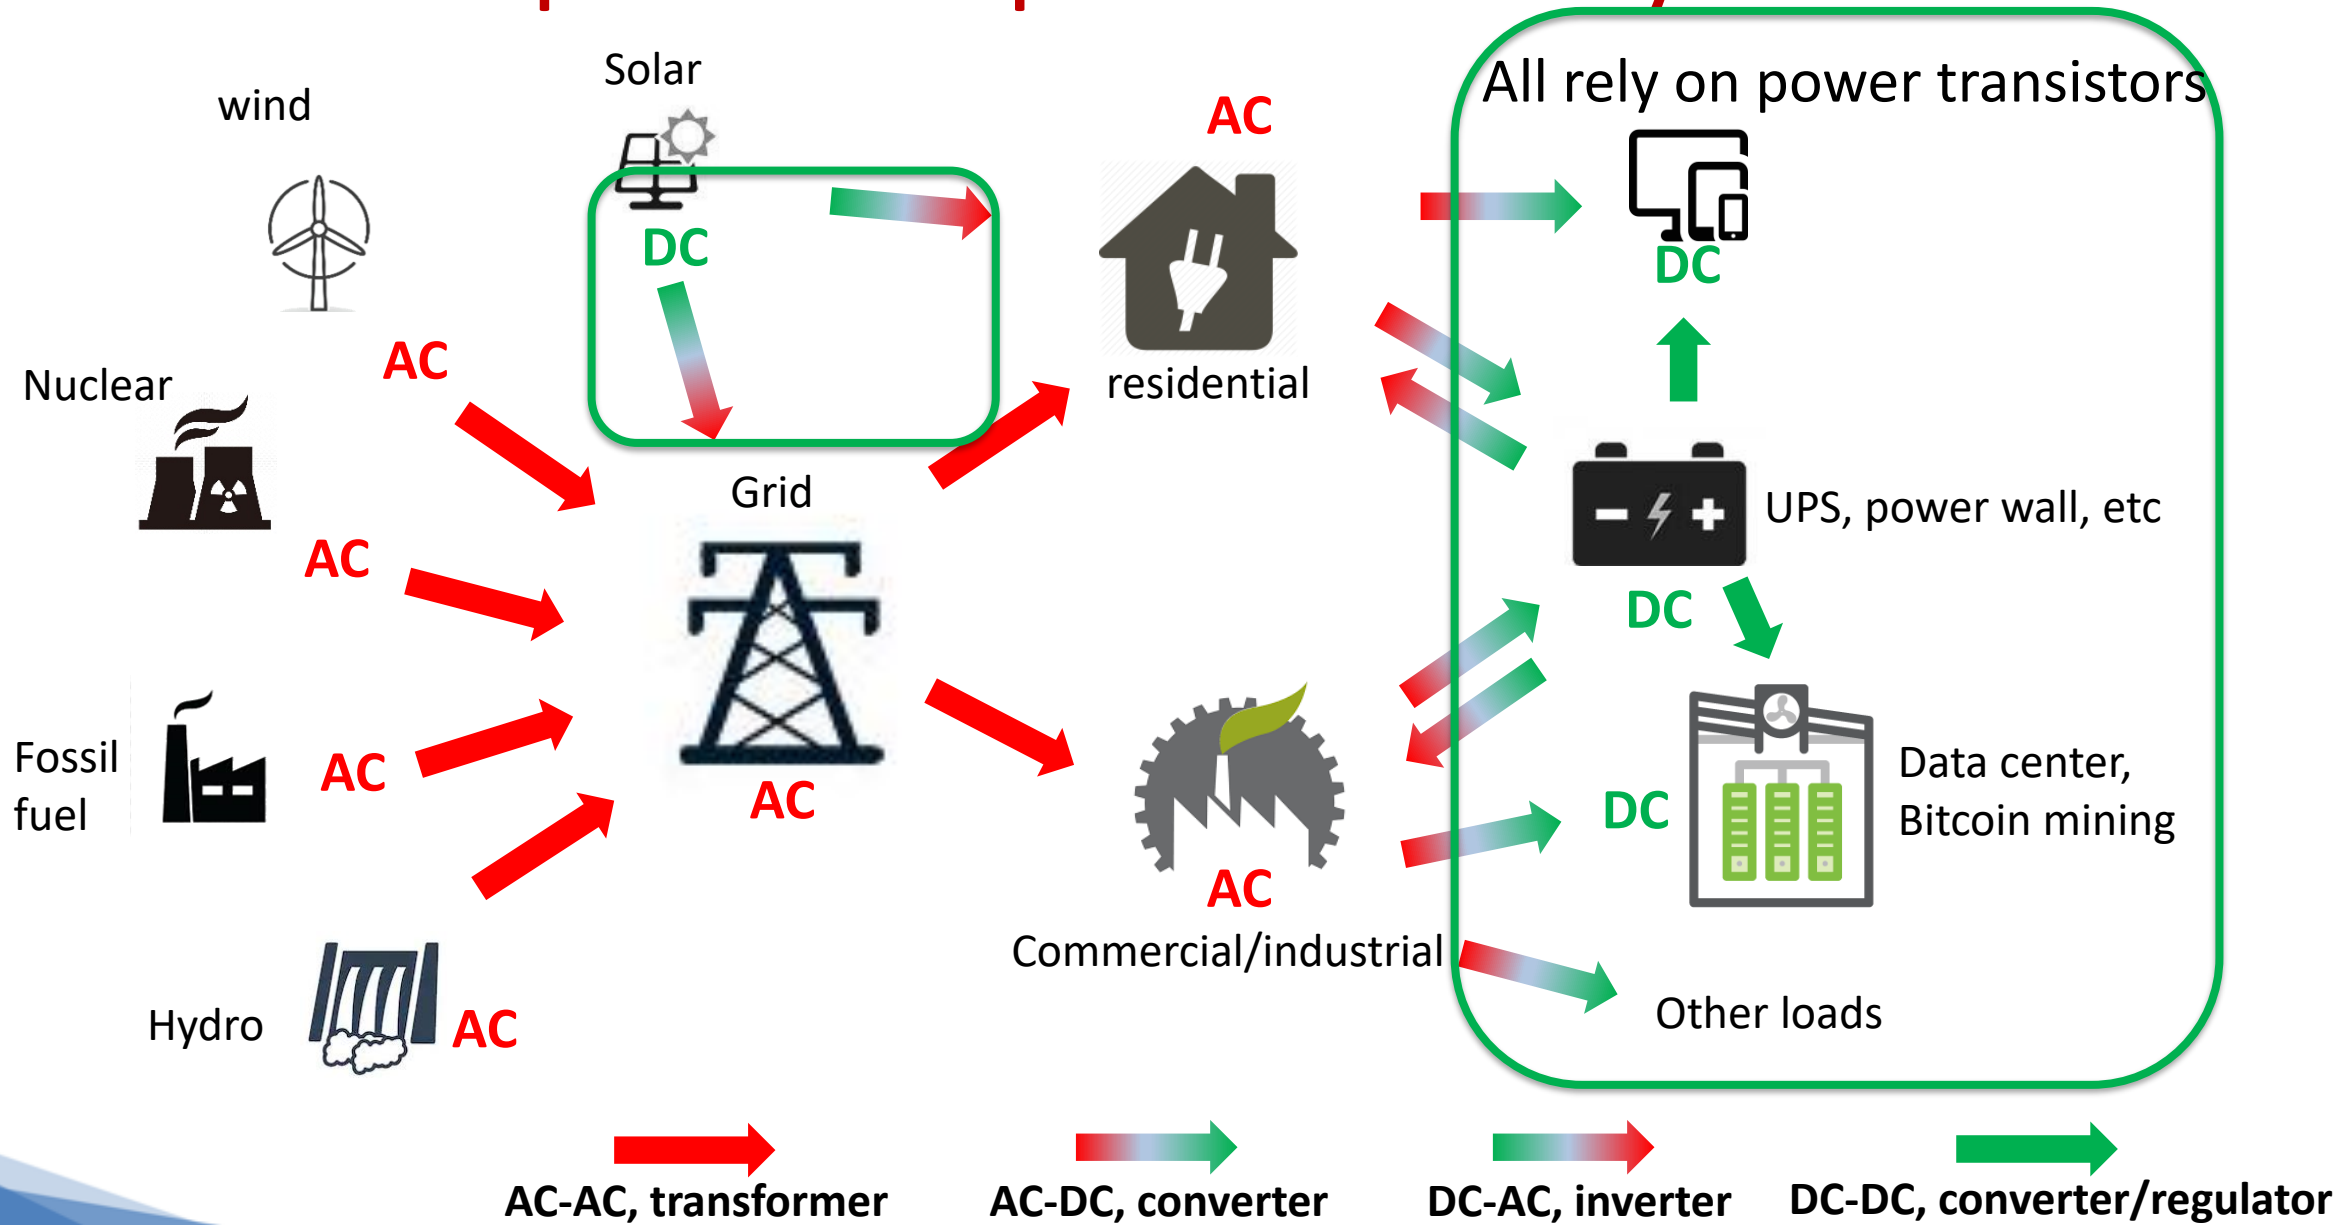 All rely on power transistors
Solar
wind
AC
DC
DC
AC
Nuclear
residential
Grid
UPS, power wall, etc
AC
DC
Fossil
fuel
AC
AC
DC
Data center,
Bitcoin mining
AC
Commercial/industrial
Hydro
AC
Other loads
AC-AC, transformer
AC-DC, converter
DC-AC, inverter
DC-DC, converter/regulator